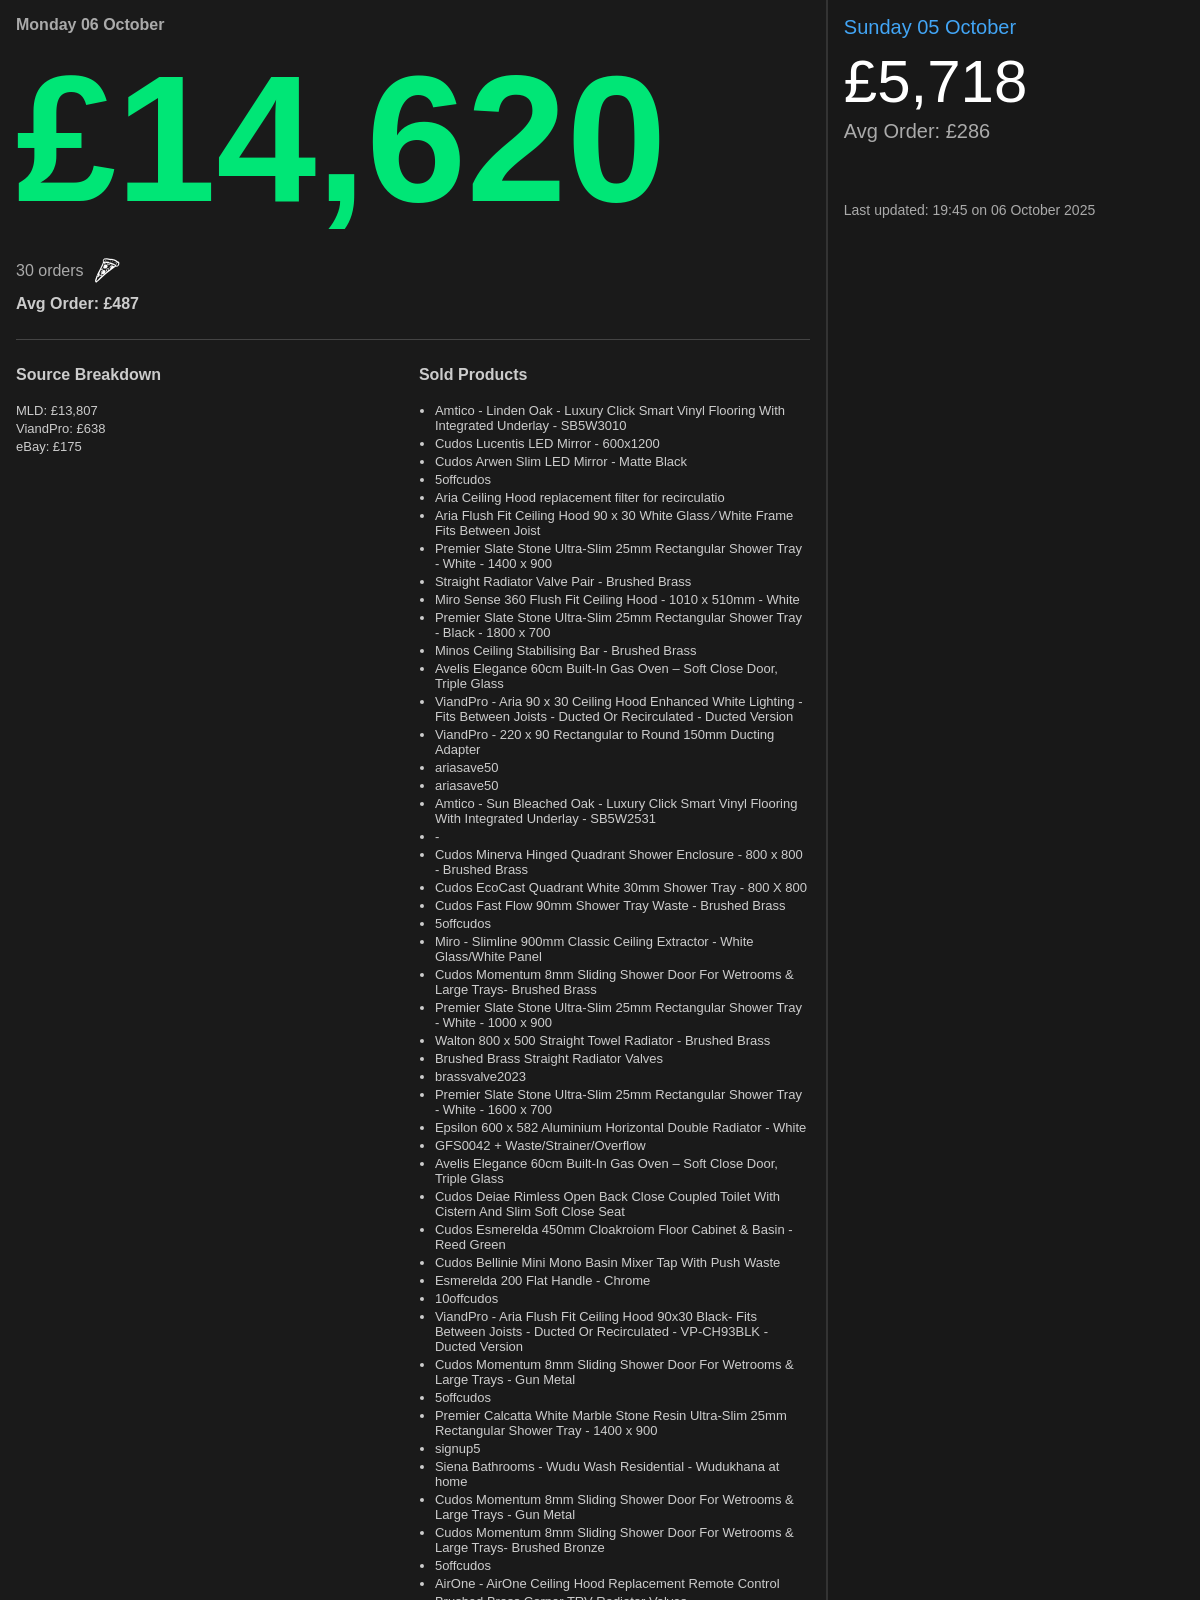 Monday 06 October
£14,620
30 orders
Avg Order: £487
Source Breakdown
MLD: £13,807
ViandPro: £638
eBay: £175
Sold Products
Amtico - Linden Oak - Luxury Click Smart Vinyl Flooring With
Integrated Underlay - SB5W3010
Cudos Lucentis LED Mirror - 600x1200
Cudos Arwen Slim LED Mirror - Matte Black
5offcudos
Aria Ceiling Hood replacement filter for recirculatio
Aria Flush Fit Ceiling Hood 90 x 30 White Glass ⁄ White Frame
Fits Between Joist
Premier Slate Stone Ultra-Slim 25mm Rectangular Shower Tray
- White - 1400 x 900
Straight Radiator Valve Pair - Brushed Brass
Miro Sense 360 Flush Fit Ceiling Hood - 1010 x 510mm - White
Premier Slate Stone Ultra-Slim 25mm Rectangular Shower Tray
- Black - 1800 x 700
Minos Ceiling Stabilising Bar - Brushed Brass
Avelis Elegance 60cm Built-In Gas Oven – Soft Close Door,
Triple Glass
ViandPro - Aria 90 x 30 Ceiling Hood Enhanced White Lighting -
Fits Between Joists - Ducted Or Recirculated - Ducted Version
ViandPro - 220 x 90 Rectangular to Round 150mm Ducting
Adapter
ariasave50
ariasave50
Amtico - Sun Bleached Oak - Luxury Click Smart Vinyl Flooring
With Integrated Underlay - SB5W2531
-
Cudos Minerva Hinged Quadrant Shower Enclosure - 800 x 800
- Brushed Brass
Cudos EcoCast Quadrant White 30mm Shower Tray - 800 X 800
Cudos Fast Flow 90mm Shower Tray Waste - Brushed Brass
5offcudos
Miro - Slimline 900mm Classic Ceiling Extractor - White
Glass/White Panel
Cudos Momentum 8mm Sliding Shower Door For Wetrooms &
Large Trays- Brushed Brass
Premier Slate Stone Ultra-Slim 25mm Rectangular Shower Tray
- White - 1000 x 900
Walton 800 x 500 Straight Towel Radiator - Brushed Brass
Brushed Brass Straight Radiator Valves
brassvalve2023
Premier Slate Stone Ultra-Slim 25mm Rectangular Shower Tray
- White - 1600 x 700
Epsilon 600 x 582 Aluminium Horizontal Double Radiator - White
GFS0042 + Waste/Strainer/Overflow
Avelis Elegance 60cm Built-In Gas Oven – Soft Close Door,
Triple Glass
Cudos Deiae Rimless Open Back Close Coupled Toilet With
Cistern And Slim Soft Close Seat
Cudos Esmerelda 450mm Cloakroiom Floor Cabinet & Basin -
Reed Green
Cudos Bellinie Mini Mono Basin Mixer Tap With Push Waste
Esmerelda 200 Flat Handle - Chrome
10offcudos
ViandPro - Aria Flush Fit Ceiling Hood 90x30 Black- Fits
Between Joists - Ducted Or Recirculated - VP-CH93BLK -
Ducted Version
Cudos Momentum 8mm Sliding Shower Door For Wetrooms &
Large Trays - Gun Metal
5offcudos
Premier Calcatta White Marble Stone Resin Ultra-Slim 25mm
Rectangular Shower Tray - 1400 x 900
signup5
Siena Bathrooms - Wudu Wash Residential - Wudukhana at
home
Cudos Momentum 8mm Sliding Shower Door For Wetrooms &
Large Trays - Gun Metal
Cudos Momentum 8mm Sliding Shower Door For Wetrooms &
Large Trays- Brushed Bronze
5offcudos
AirOne - AirOne Ceiling Hood Replacement Remote Control
Brushed Brass Corner TRV Radiator Valves
Sunday 05 October
£5,718
Avg Order: £286
Last updated: 19:45 on 06 October 2025